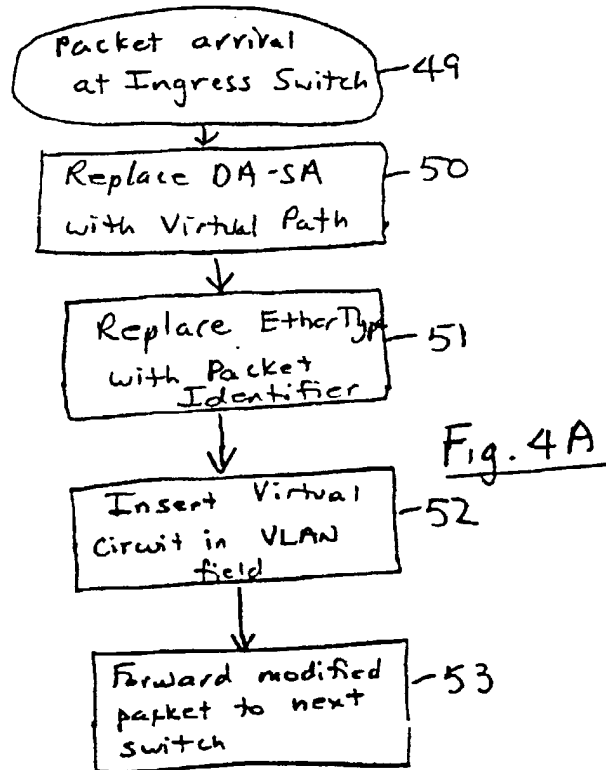 Packet arrival
at Ingress Switch
49
Replace DA-SA
with Virtual Path
50
Replace EtherType
with Packet
Identifier
51
Fig. 4A
Insert Virtual
Circuit in VLAN
field
52
Forward modified
packet to next
switch
53